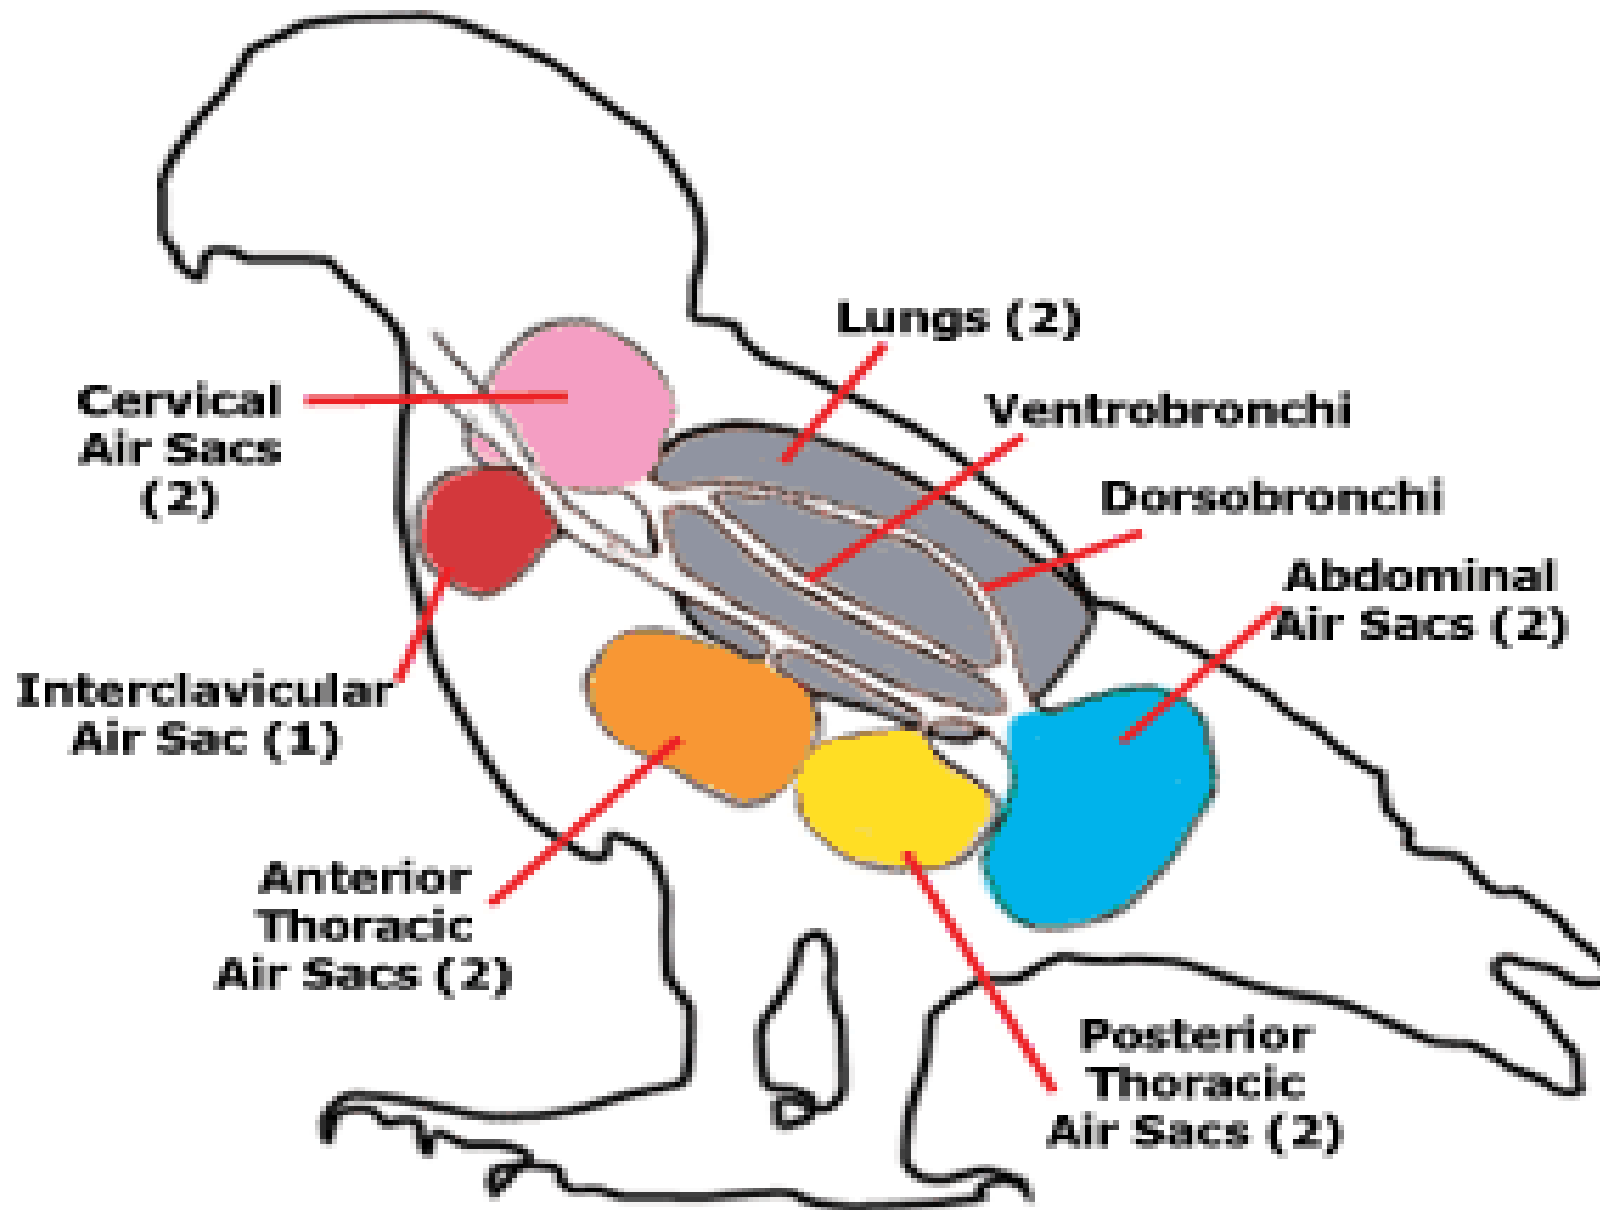 Lungs (2)
Cervical
Air Sacs
(2)
Ventrobronchi
Dorsobronchi
Abdominal
Air Sacs (2)
Interclavicular
Air Sac (1)
Anterior
Thoracic
Air Sacs (2)
Posterior
Thoracic
Air Sacs (2)